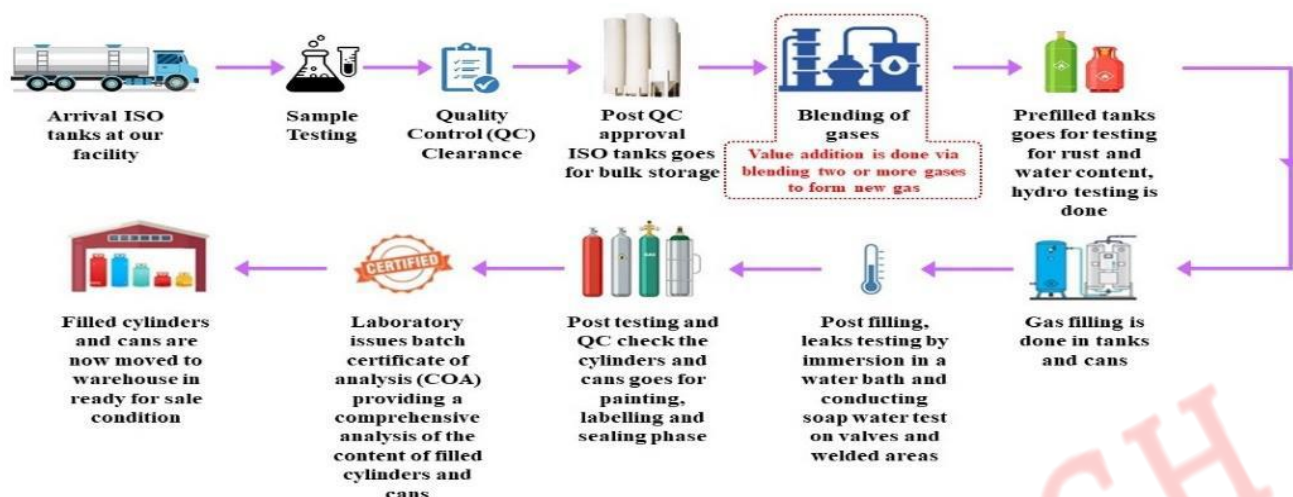 Arrival ISO
tanks at our
facility
Sample
Testing
Quality
Control (QC)
Clearance
Post QC
approval
ISO tanks goes
for bulk storage
Blending of
gases
Value addition is done via
blending two or more gases
to form new gas
Prefilled tanks
goes for testing
for rust and
water content,
hydro testing is
done
Gas filling is
done in tanks
and cans
Post filling,
leaks testing by
immersion in a
water bath and
conducting
soap water test
on valves and
welded areas
Post testing and
QC check the
cylinders and
cans goes for
painting,
labelling and
sealing phase
CERTIFIED
Laboratory
issues batch
certificate of
analysis (COA)
providing a
comprehensive
analysis of the
content of filled
cylinders and
cans
Filled cylinders
and cans are
now moved to
warehouse in
ready for sale
condition
CH